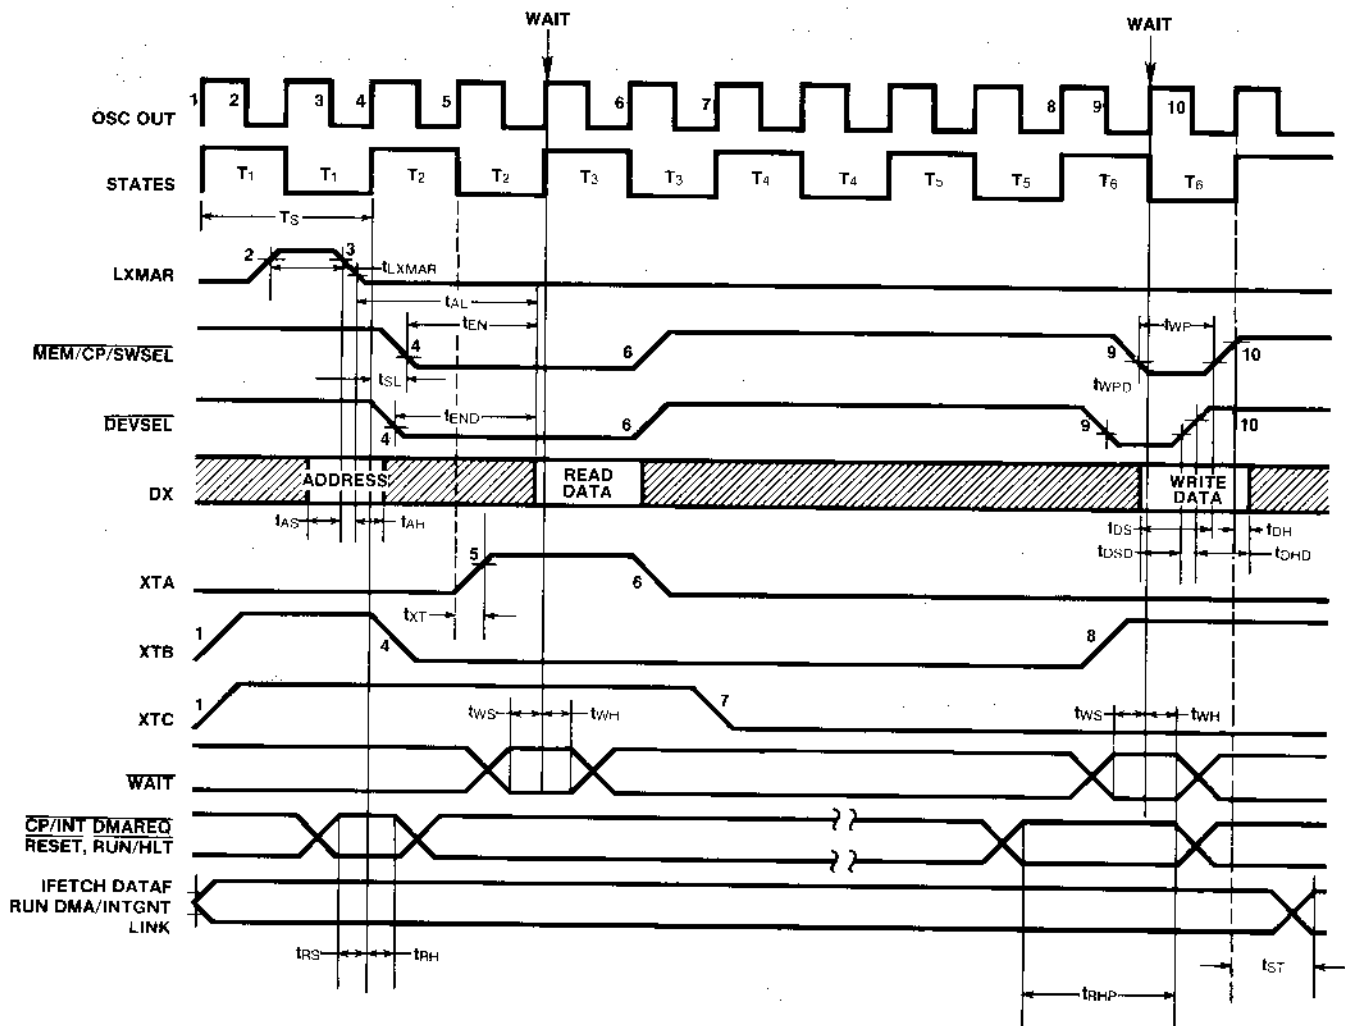 WAIT WAIT
OSC OUT 1 2 3 4 5 6 7 8 9 10
STATES T1 T1 T2 T2 T3 T3 T4 T4 T5 T5 T6 T6
TS
LXMAR 2 3 tLXMAR
tAL
tEN tWP
MEM/CP/SWSEL 4 6 9 10
tSL tWPD
tEND
DEVSEL 4 6 9 10
DX ADDRESS READ DATA WRITE DATA
tAS tAH tDS tDH
tDSD tDHD
XTA 5 6
tXT
XTB 1 4 8
XTC 1 7
tWS tWH tWS tWH
WAIT
CP/INT DMAREQ
RESET, RUN/HLT
IFETCH DATAF
RUN DMA/INTGNT
LINK
tRS tRH tST
tRHP